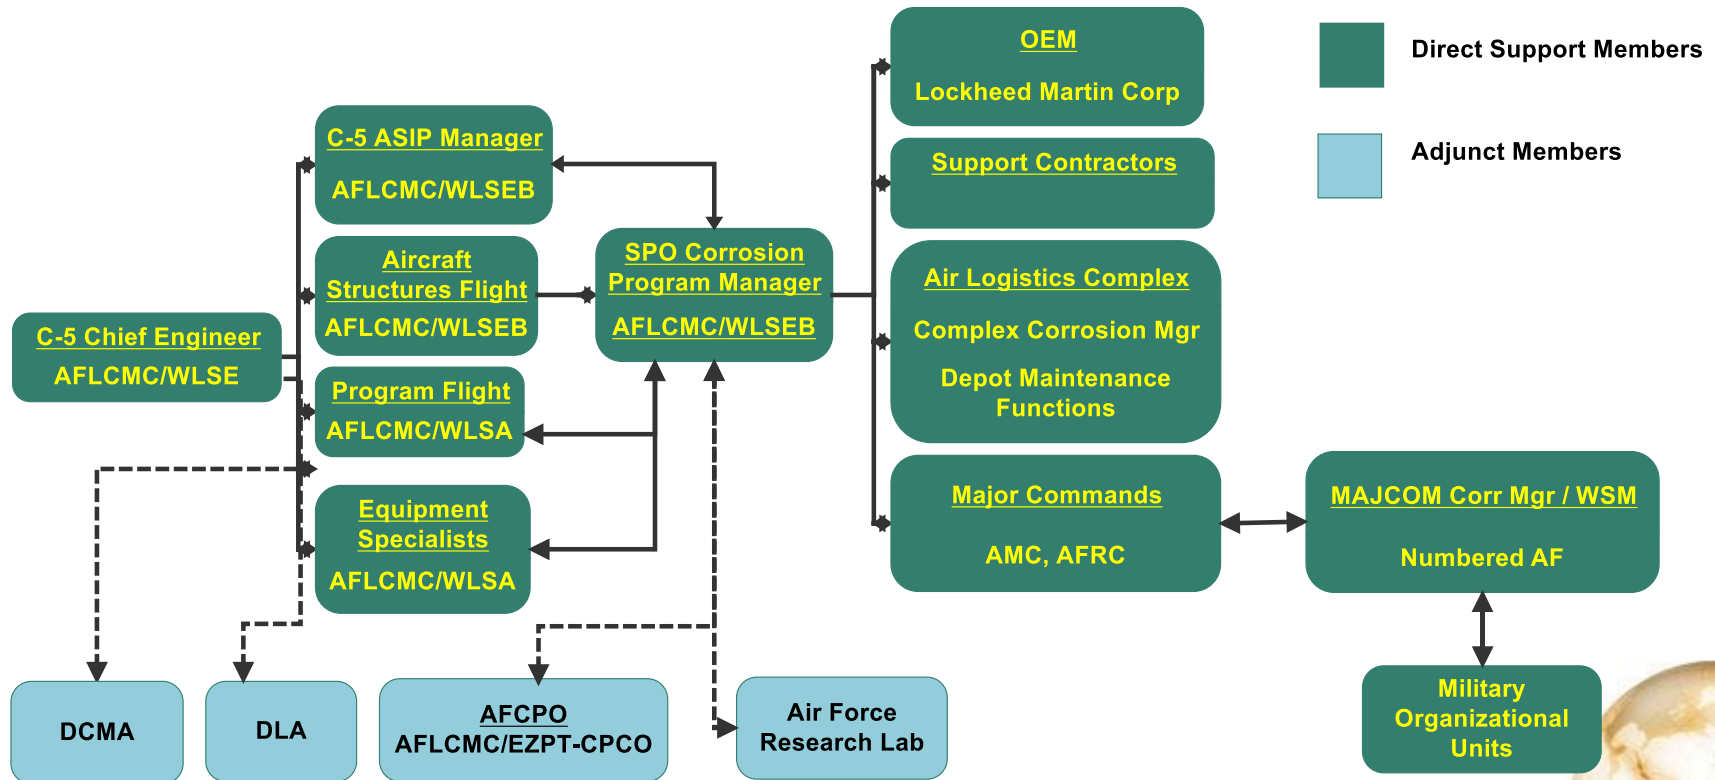 C-5 Chief Engineer
AFLCMC/WLSE
C-5 ASIP Manager
AFLCMC/WLSEB
Aircraft
Structures Flight
AFLCMC/WLSEB
Program Flight
AFLCMC/WLSA
Equipment
Specialists
AFLCMC/WLSA
SPO Corrosion
Program Manager
AFLCMC/WLSEB
OEM
Lockheed Martin Corp
Support Contractors
Air Logistics Complex
Complex Corrosion Mgr
Depot Maintenance
Functions
Major Commands
AMC, AFRC
MAJCOM Corr Mgr / WSM
Numbered AF
Military
Organizational
Units
DCMA
DLA
AFCPO
AFLCMC/EZPT-CPCO
Air Force
Research Lab
Direct Support Members
Adjunct Members